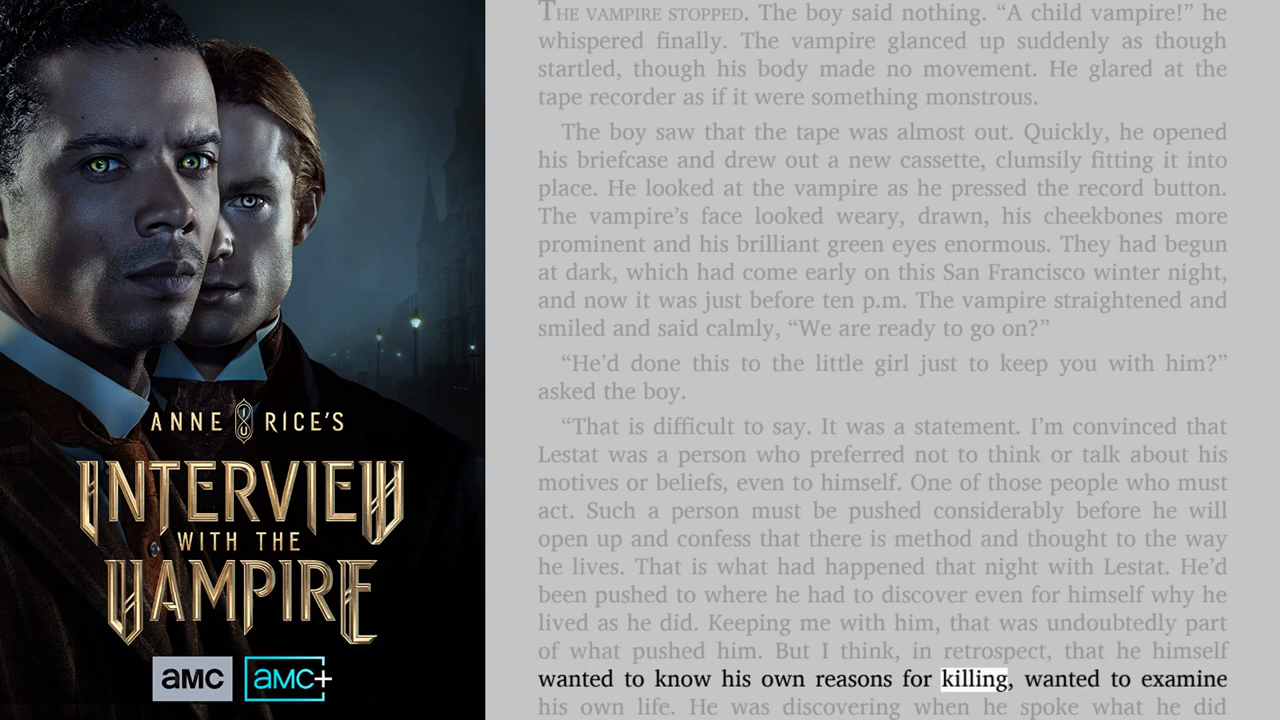 ANNE RICE'S
INTERVIEW
WITH THE
VAMPIRE
aMC
aMC+
THE VAMPIRE STOPPED. The boy said nothing. “A child vampire!” he
whispered finally. The vampire glanced up suddenly as though
startled, though his body made no movement. He glared at the
tape recorder as if it were something monstrous.
The boy saw that the tape was almost out. Quickly, he opened
his briefcase and drew out a new cassette, clumsily fitting it into
place. He looked at the vampire as he pressed the record button.
The vampire’s face looked weary, drawn, his cheekbones more
prominent and his brilliant green eyes enormous. They had begun
at dark, which had come early on this San Francisco winter night,
and now it was just before ten p.m. The vampire straightened and
smiled and said calmly, “We are ready to go on?”
“He’d done this to the little girl just to keep you with him?”
asked the boy.
“That is difficult to say. It was a statement. I’m convinced that
Lestat was a person who preferred not to think or talk about his
motives or beliefs, even to himself. One of those people who must
act. Such a person must be pushed considerably before he will
open up and confess that there is method and thought to the way
he lives. That is what had happened that night with Lestat. He’d
been pushed to where he had to discover even for himself why he
lived as he did. Keeping me with him, that was undoubtedly part
of what pushed him. But I think, in retrospect, that he himself
wanted to know his own reasons for killing, wanted to examine
his own life. He was discovering when he spoke what he did